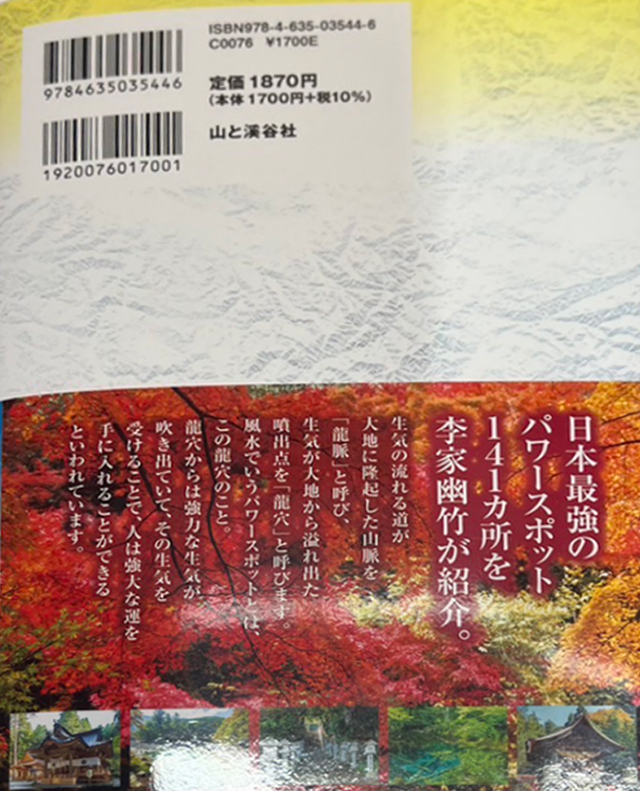 ISBN978-4-635-03544-6
C0076 ¥1700E
9784635035446
定価1870円
(本体1700円+税10%)
1920076017001
山と溪谷社
日本最強の
パワースポット
141カ所を
李家幽竹が紹介。
生気の流れる道が
大地に隆起した山脈を
「龍脈」と呼び、
生気が大地から溢れ出た
噴出点を「龍穴」と呼びます。
風水でいうパワースポットとは、
この龍穴のこと。
龍穴からは強力な生気が
吹き出ていて、その生気を
受けることで、人は強大な運を
手に入れることができる
といわれています。